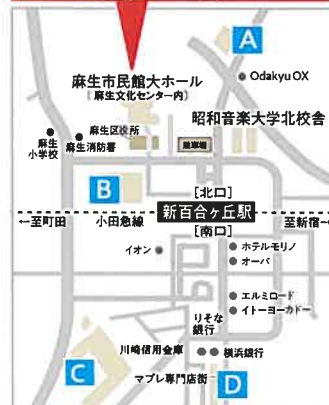 A
Odakyu OX
麻生市民館大ホール
[麻生文化センター内]
昭和音楽大学北校舎
麻生区役所
麻生
小学校
麻生消防署
駐車場
B
[北口]
←至町田
小田急線
新百合ヶ丘駅
至新宿→
[南口]
イオン
ホテルモリノ
オーパ
エルミロード
イトーヨーカドー
りそな
銀行
川崎信用金庫
横浜銀行
C
マプレ専門店街
D